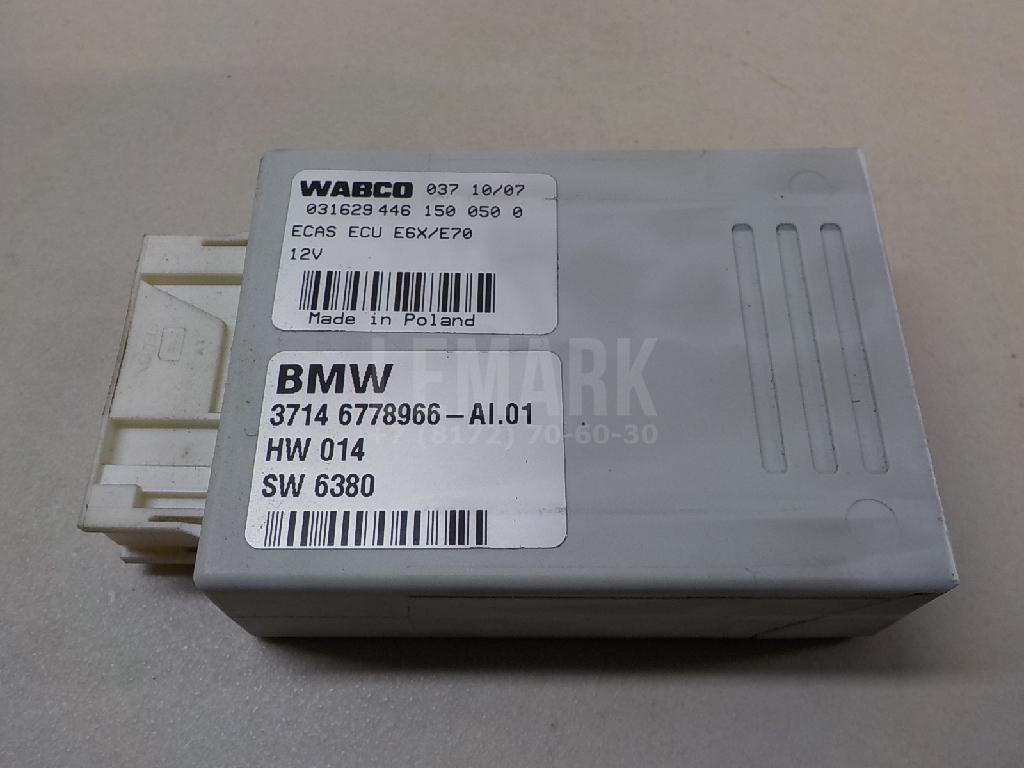 WABCO 037 10/07
031629 446 150 050 0
ECAS ECU E6X/E70
12V
Made in Poland
LEMARK
+7 (8172) 70-60-30
BMW
3714 6778966-AI.01
HW 014
SW 6380